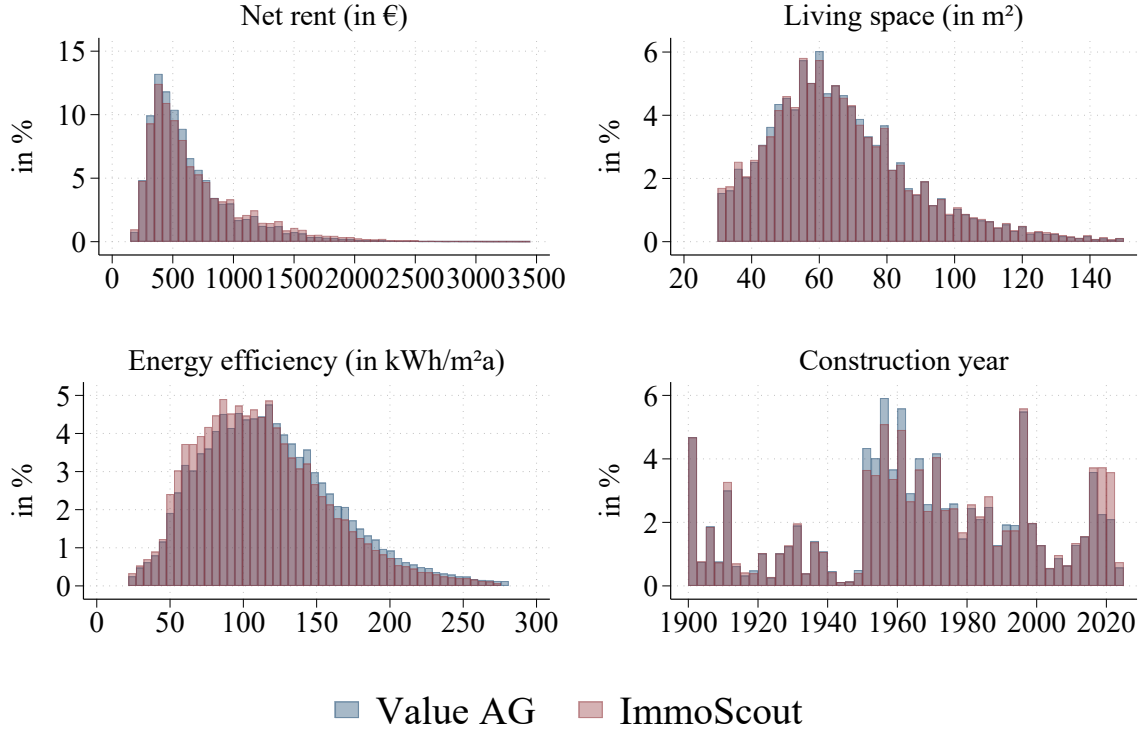 Net rent (in €)
in %
15
10
5
0
0 500 1000 1500 2000 2500 3000 3500
Living space (in m²)
in %
6
4
2
0
20 40 60 80 100 120 140
Energy efficiency (in kWh/m²a)
in %
5
4
3
2
1
0
0 50 100 150 200 250 300
Construction year
in %
6
4
2
0
1900 1920 1940 1960 1980 2000 2020
Value AG ImmoScout